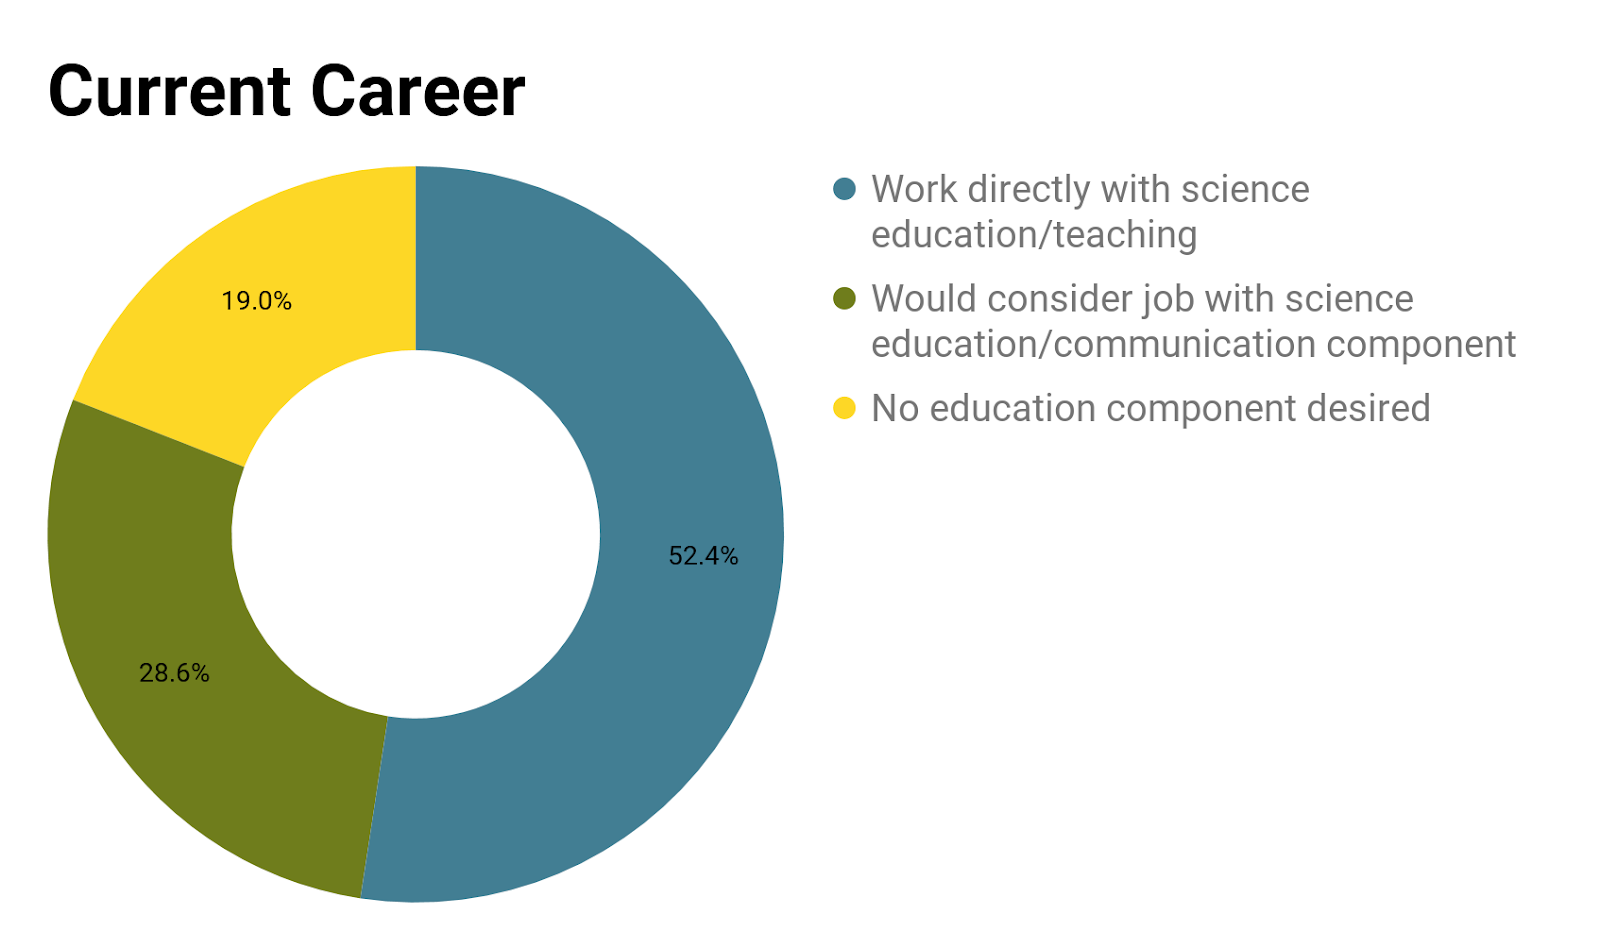 Current Career
Work directly with science
education/teaching
Would consider job with science
education/communication component
No education component desired
19.0%
52.4%
28.6%